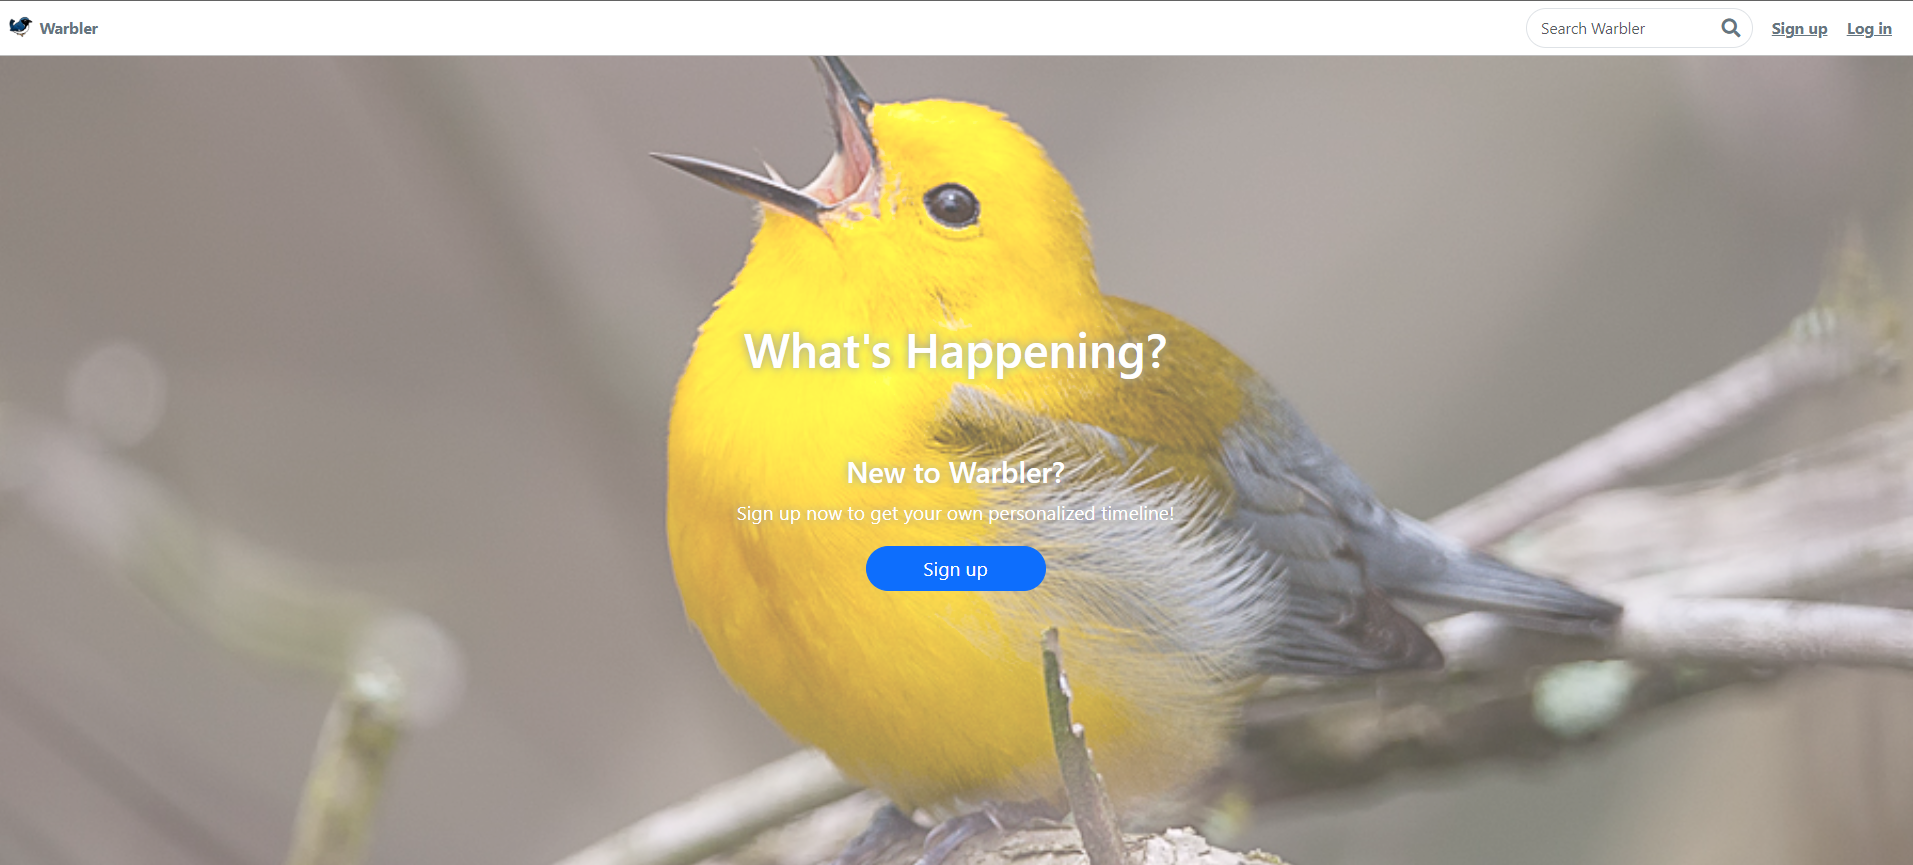 Warbler
Search Warbler
Sign up
Log in
What's Happening?
New to Warbler?
Sign up now to get your own personalized timeline!
Sign up